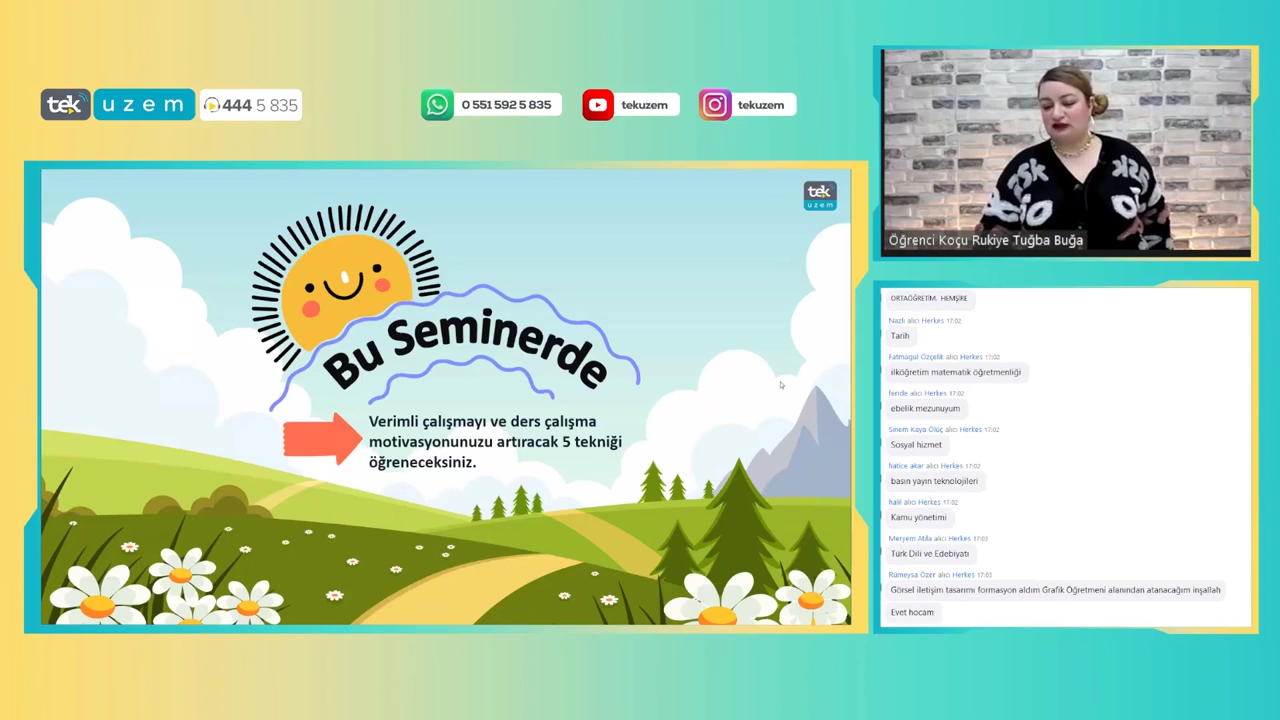 tek uzem 444 5 835
0 551 592 5 835
tekuzem
tekuzem
tek
uzem
Bu Seminerde
Verimli çalışmayı ve ders çalışma
motivasyonunuzu artıracak 5 tekniği
öğreneceksiniz.
Öğrenci Koçu Rukiye Tuğba Buğa
ORTAÖĞRETİM. HEMŞİRE
Nazlı alıcı Herkes 17:02
Tarih
Fatmagül Özçelik alıcı Herkes 17:02
ilköğretim matematik öğretmenliği
feride alıcı Herkes 17:02
ebelik mezunuyum
Sinem Kaya Ölüç alıcı Herkes 17:02
Sosyal hizmet
hatice akar alıcı Herkes 17:02
basın yayın teknolojileri
halil alıcı Herkes 17:02
Kamu yönetimi
Meryem Atila alıcı Herkes 17:03
Türk Dili ve Edebiyatı
Rümeysa Özer alıcı Herkes 17:03
Görsel iletişim tasarımı formasyon aldım Grafik Öğretmeni alanından atanacağım inşallah
Evet hocam